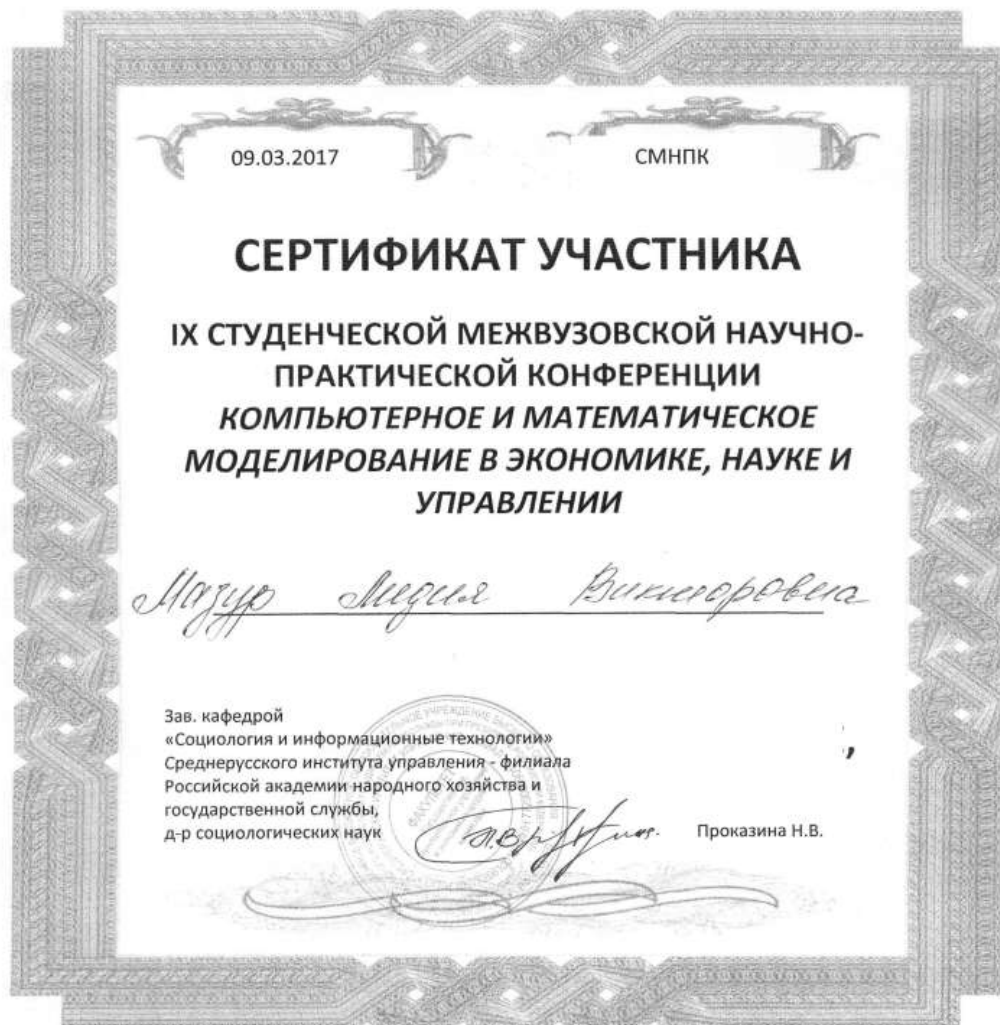 09.03.2017
СМНПК
СЕРТИФИКАТ УЧАСТНИКА
IX СТУДЕНЧЕСКОЙ МЕЖВУЗОВСКОЙ НАУЧНО-
ПРАКТИЧЕСКОЙ КОНФЕРЕНЦИИ
КОМПЬЮТЕРНОЕ И МАТЕМАТИЧЕСКОЕ
МОДЕЛИРОВАНИЕ В ЭКОНОМИКЕ, НАУКЕ И
УПРАВЛЕНИИ
Мазур Лидия Викторовна
Зав. кафедрой
«Социология и информационные технологии»
Среднерусского института управления - филиала
Российской академии народного хозяйства и
государственной службы,
д-р социологических наук
Проказина Н.В.
ФАКУЛЬТЕТ